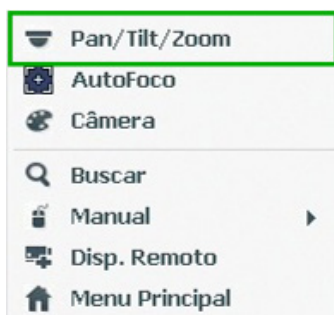 Pan/Tilt/Zoom
AutoFoco
Câmera
Buscar
Manual
Disp. Remoto
Menu Principal